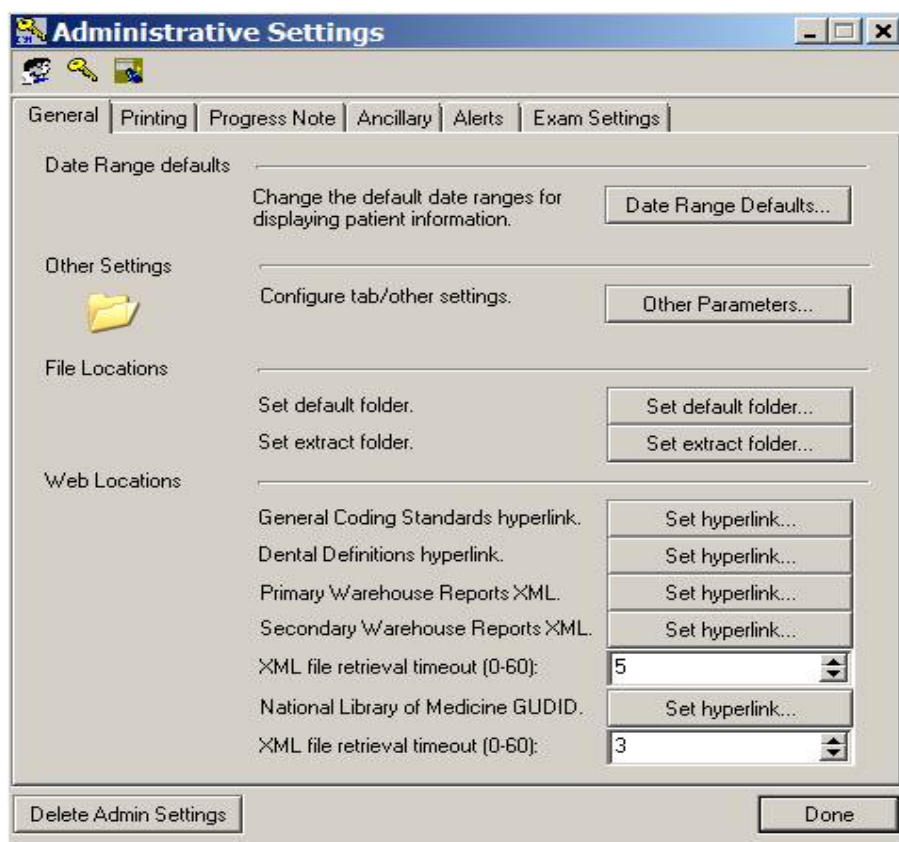 Administrative Settings
General Printing Progress Note Ancillary Alerts Exam Settings
Date Range defaults
Change the default date ranges for
displaying patient information.
Date Range Defaults...
Other Settings
Configure tab/other settings.
Other Parameters...
File Locations
Set default folder.
Set default folder...
Set extract folder.
Set extract folder...
Web Locations
General Coding Standards hyperlink.
Set hyperlink...
Dental Definitions hyperlink.
Set hyperlink...
Primary Warehouse Reports XML.
Set hyperlink...
Secondary Warehouse Reports XML.
Set hyperlink...
XML file retrieval timeout (0-60):
5
National Library of Medicine GUDID.
Set hyperlink...
XML file retrieval timeout (0-60):
3
Delete Admin Settings
Done